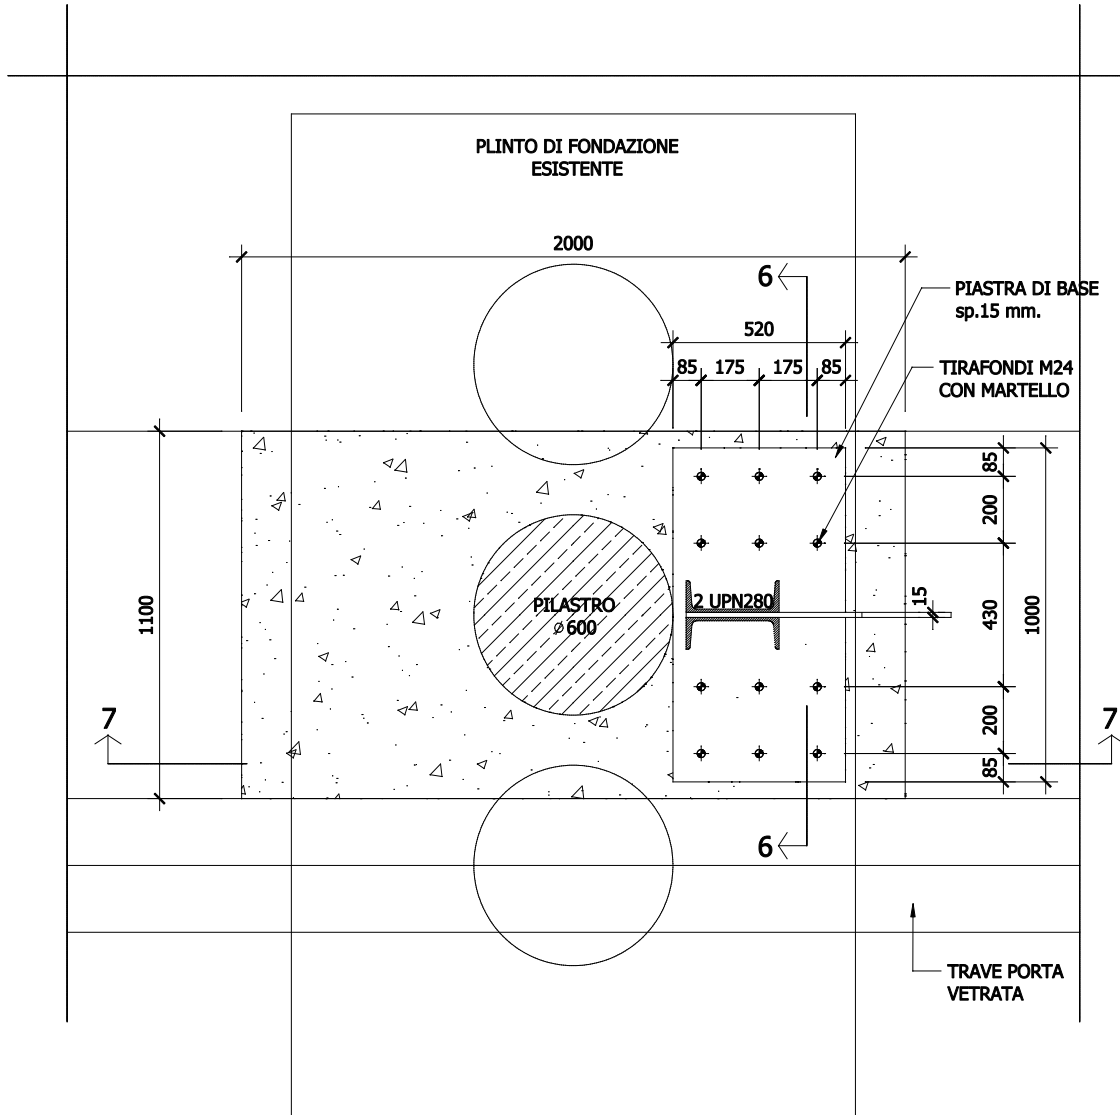 PLINTO DI FONDAZIONE
ESISTENTE
2000
6
PIASTRA DI BASE
sp.15 mm.
520
85 175 175 85
TIRAFONDI M24
CON MARTELLO
85
200
2 UPN280
15
PILASTRO
⌀600
1100
430
1000
7
200
7
85
6
TRAVE PORTA
VETRATA